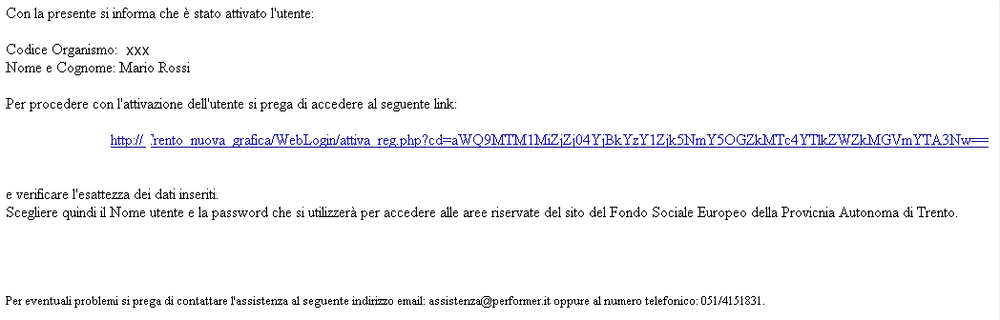 Con la presente si informa che è stato attivato l'utente:
Codice Organismo: xxx
Nome e Cognome: Mario Rossi
Per procedere con l'attivazione dell'utente si prega di accedere al seguente link:
http:// rento_nuova_grafica/WebLogin/attiva_reg.php?cd=aWQ9MTM1MiZjZj04YjBkYzY1Zjk5NmY5OGZkMTc4YTlkZWZkMGVmYTA3Nw==
e verificare l'esattezza dei dati inseriti.
Scegliere quindi il Nome utente e la password che si utilizzerà per accedere alle aree riservate del sito del Fondo Sociale Europeo della Provicnia Autonoma di Trento.
Per eventuali problemi si prega di contattare l'assistenza al seguente indirizzo email: assistenza@performer.it oppure al numero telefonico: 051/4151831.